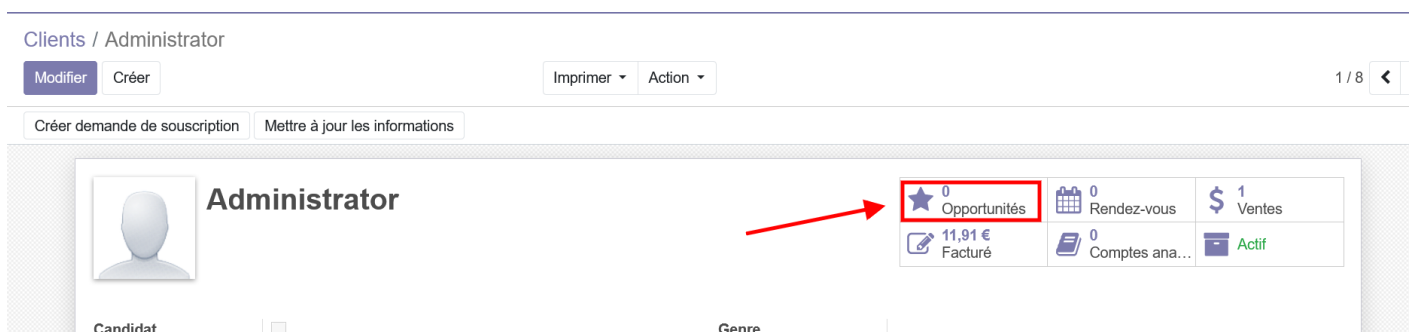 Clients / Administrator
Modifier Créer Imprimer Action 1 / 8
Créer demande de souscription Mettre à jour les informations
Administrator
0 Opportunités
0 Rendez-vous
1 Ventes
11,91 € Facturé
0 Comptes ana…
Actif
Candidat Genre